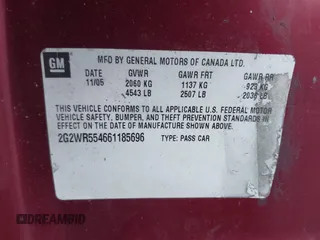 GM
MFG BY GENERAL MOTORS OF CANADA LTD.
DATE GVWR GAWR FRT GAWR RR
11/05 2060 KG 1137 KG 923 KG
4543 LB 2507 LB 2036 LB
THIS VEHICLE CONFORMS TO ALL APPLICABLE U.S. FEDERAL MOTOR
VEHICLE SAFETY, BUMPER, AND THEFT PREVENTION STANDARDS
IN EFFECT ON THE DATE OF MANUFACTURE SHOWN ABOVE.
2G2WR554661185696 TYPE: PASS CAR
AUTOBIDMASTER